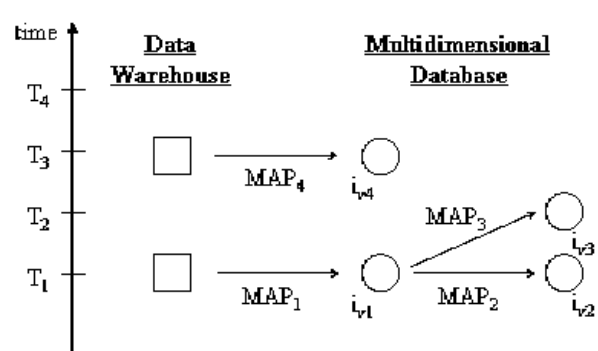 time
Data
Warehouse
Multidimensional
Database
T4
T3
MAP4
iv4
T2
MAP3
iv3
T1
MAP1
iv1
MAP2
iv2